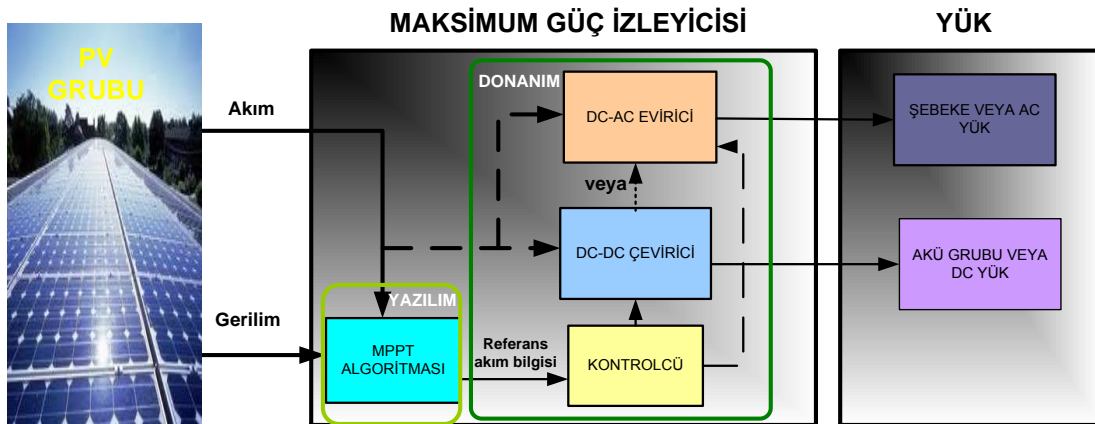 MAKSİMUM GÜÇ İZLEYİCİSİ
YÜK
PV
GRUBU
Akım
Gerilim
DONANIM
DC-AC EVİRİCİ
veya
DC-DC ÇEVİRİCİ
YAZILIM
MPPT
ALGORİTMASI
Referans
akım bilgisi
KONTROLCÜ
ŞEBEKE VEYA AC
YÜK
AKÜ GRUBU VEYA
DC YÜK